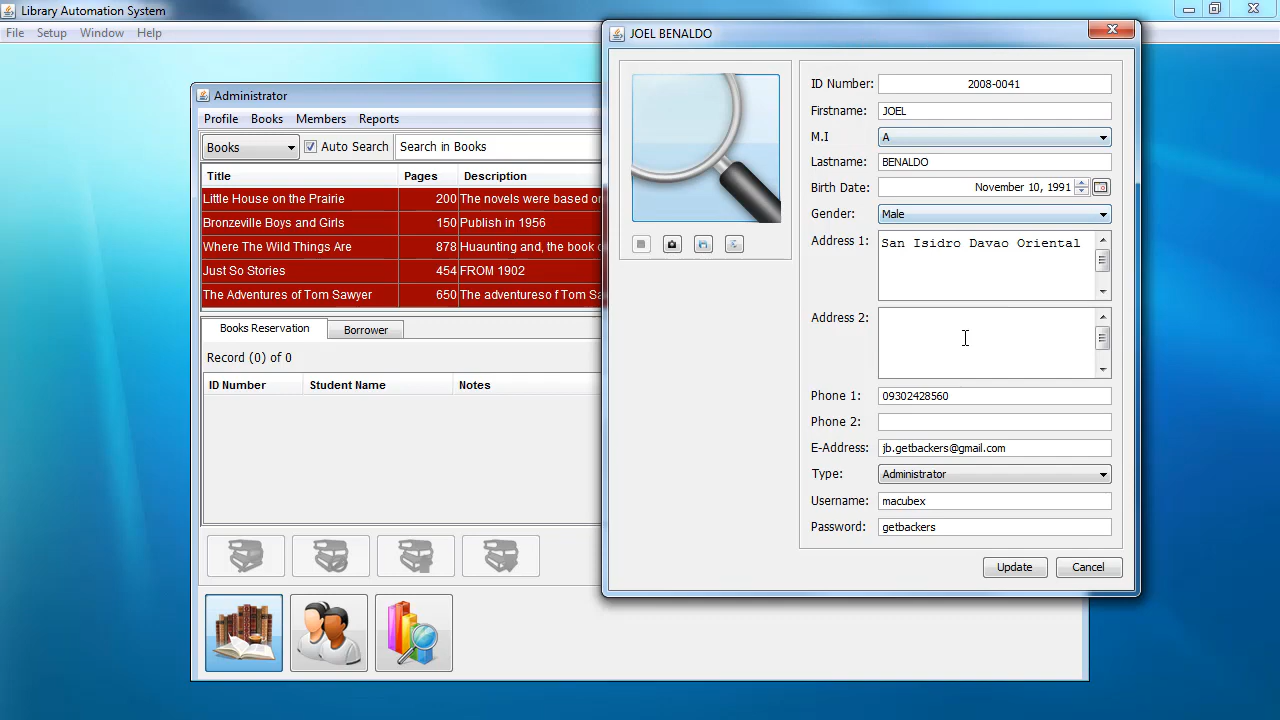 Library Automation System
File Setup Window Help
Administrator
Profile Books Members Reports
Books Auto Search Search in Books
Title Pages Description
Little House on the Prairie 200 The novels were based on
Bronzeville Boys and Girls 150 Publish in 1956
Where The Wild Things Are 878 Huaunting and, the book o
Just So Stories 454 FROM 1902
The Adventures of Tom Sawyer 650 The adventureso f Tom Sa
Books Reservation Borrower
Record (0) of 0
ID Number Student Name Notes
JOEL BENALDO
ID Number: 2008-0041
Firstname: JOEL
M.I A
Lastname: BENALDO
Birth Date: November 10, 1991
Gender: Male
Address 1: San Isidro Davao Oriental
Address 2:
Phone 1: 09302428560
Phone 2:
E-Address: jb.getbackers@gmail.com
Type: Administrator
Username: macubex
Password: getbackers
Update Cancel